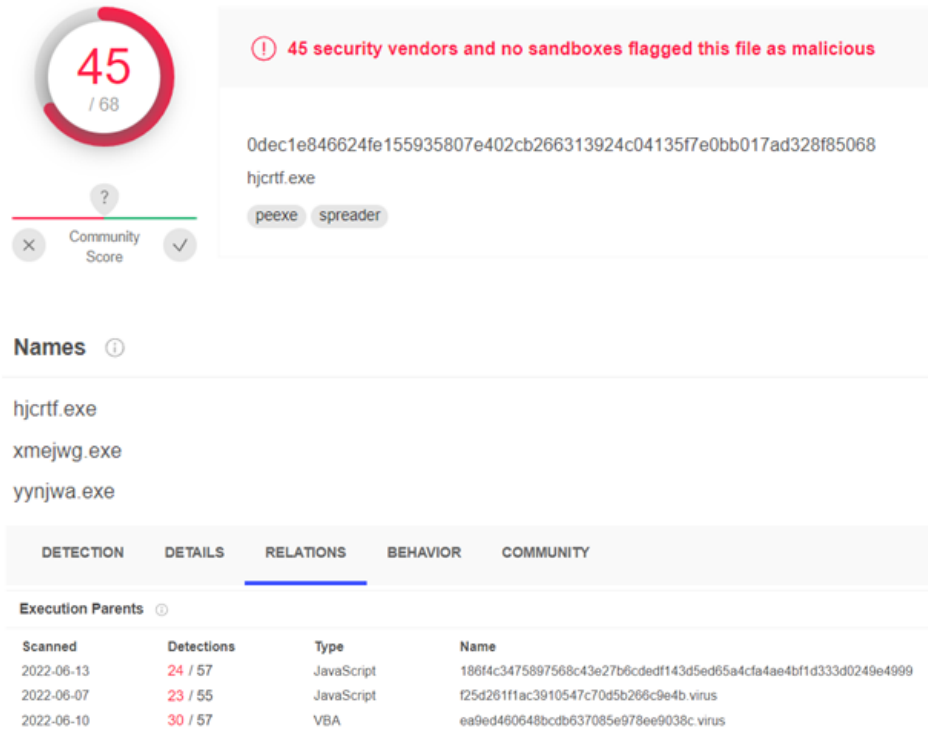 45
/ 68
45 security vendors and no sandboxes flagged this file as malicious
0dec1e846624fe155935807e402cb266313924c04135f7e0bb017ad328f85068
hjcrtf.exe
peexe spreader
?
Community
Score
Names
hjcrtf.exe
xmejwg.exe
yynjwa.exe
DETECTION DETAILS RELATIONS BEHAVIOR COMMUNITY
Execution Parents
Scanned Detections Type Name
2022-06-13 24 / 57 JavaScript 186f4c3475897568c43e27b6cdedf143d5ed65a4cfa4ae4bf1d333d0249e4999
2022-06-07 23 / 55 JavaScript f25d261f1ac3910547c70d5b266c9e4b.virus
2022-06-10 30 / 57 VBA ea9ed460648bcdb637085e978ee9038c.virus